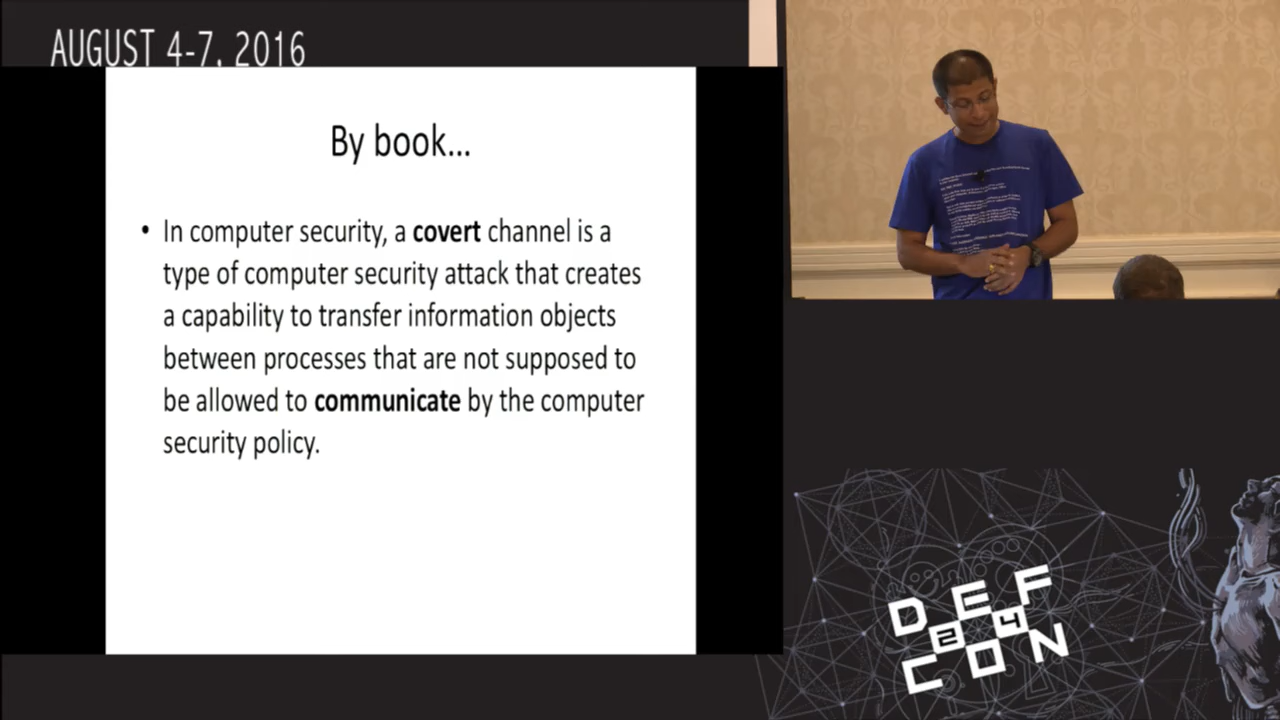 AUGUST 4-7, 2016
By book...
• In computer security, a covert channel is a
type of computer security attack that creates
a capability to transfer information objects
between processes that are not supposed to
be allowed to communicate by the computer
security policy.
DEF
24
CON